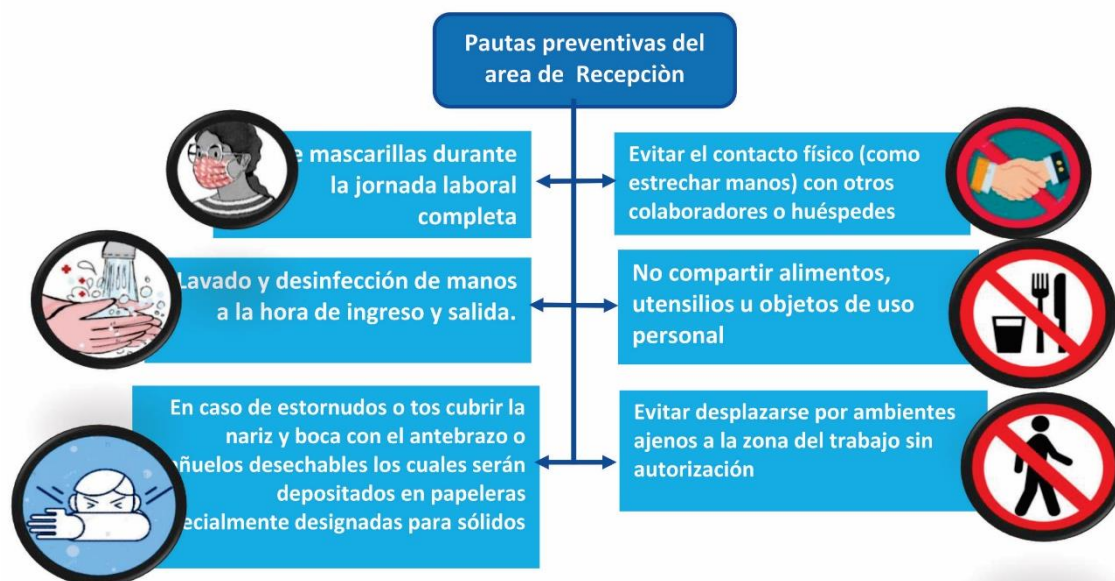 Pautas preventivas del
area de Recepciòn
mascarillas durante
la jornada laboral
completa
Evitar el contacto físico (como
estrechar manos) con otros
colaboradores o huéspedes
Lavado y desinfección de manos
a la hora de ingreso y salida.
No compartir alimentos,
utensilios u objetos de uso
personal
En caso de estornudos o tos cubrir la
nariz y boca con el antebrazo o
añuelos desechables los cuales serán
depositados en papeleras
ecialmente designadas para sólidos
Evitar desplazarse por ambientes
ajenos a la zona del trabajo sin
autorización